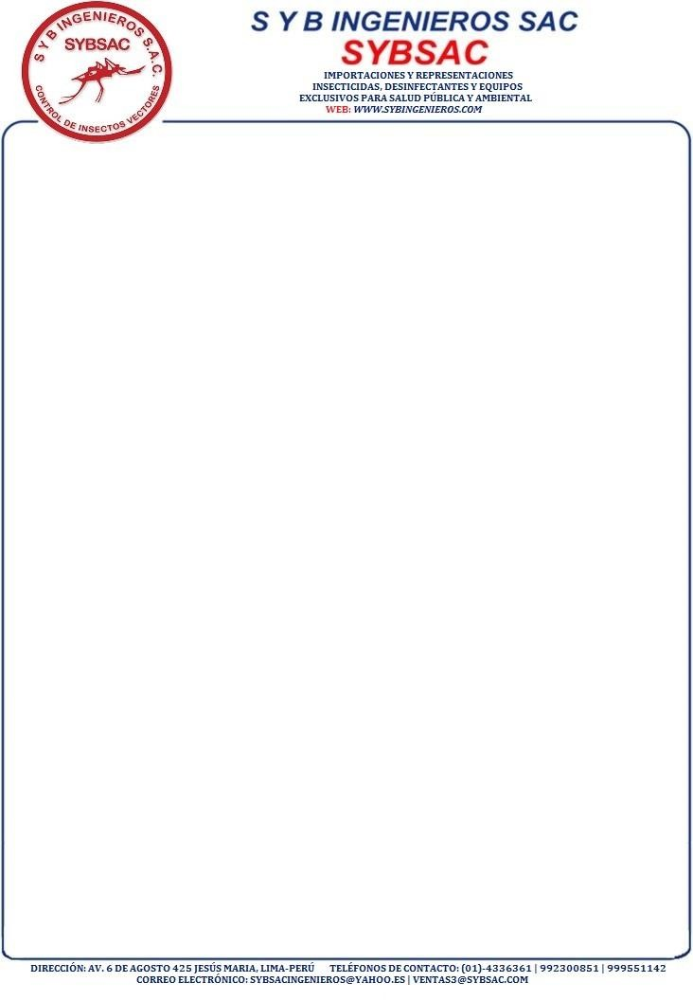 S Y B INGENIEROS S.A.C.
SYBSAC
CONTROL DE INSECTOS VECTORES
S Y B INGENIEROS SAC
SYBSAC
IMPORTACIONES Y REPRESENTACIONES
INSECTICIDAS, DESINFECTANTES Y EQUIPOS
EXCLUSIVOS PARA SALUD PÚBLICA Y AMBIENTAL
WEB: WWW.SYBINGENIEROS.COM
DIRECCIÓN: AV. 6 DE AGOSTO 425 JESÚS MARIA, LIMA-PERÚ TELÉFONOS DE CONTACTO: (01)-4336361 | 992300851 | 999551142
CORREO ELECTRÓNICO: SYBSACINGENIEROS@YAHOO.ES | VENTAS3@SYBSAC.COM